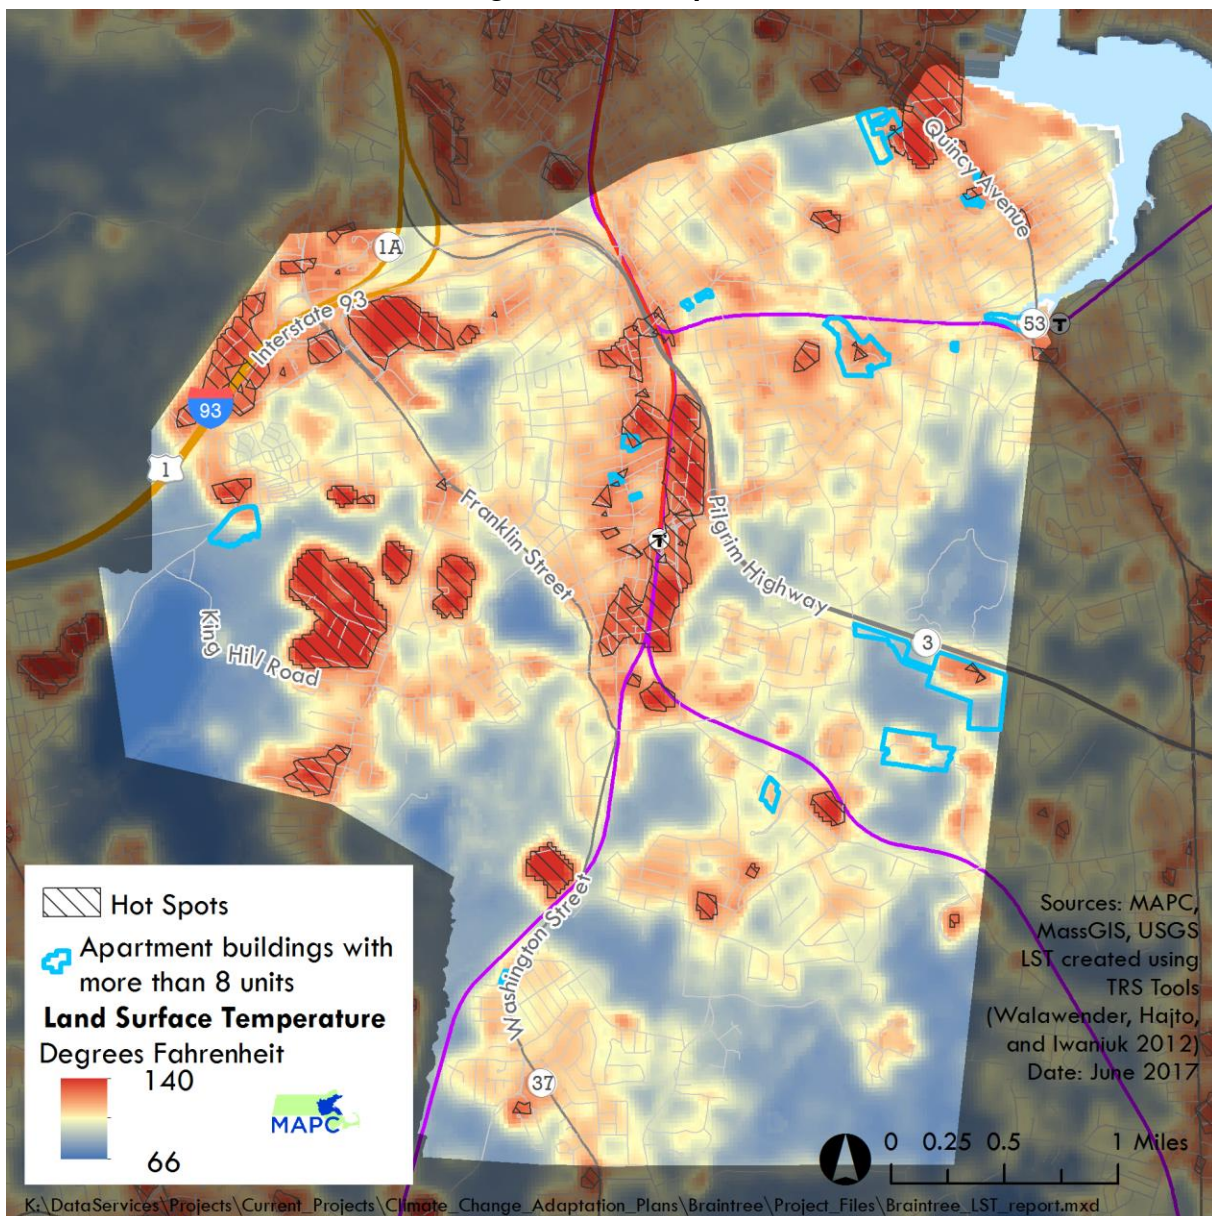 Quincy Avenue
1A
Interstate 93
53
T
93
1
Franklin Street
Pilgrim Highway
T
King Hill Road
3
Washington Street
37
Hot Spots
Apartment buildings with
more than 8 units
Land Surface Temperature
Degrees Fahrenheit
140
66
MAPC
Sources: MAPC,
MassGIS, USGS
LST created using
TRS Tools
(Walawender, Hajto,
and Iwaniuk 2012)
Date: June 2017
0 0.25 0.5 1 Miles
K:\DataServices\Projects\Current_Projects\Climate_Change_Adaptation_Plans\Braintree\Project_Files\Braintree_LST_report.mxd